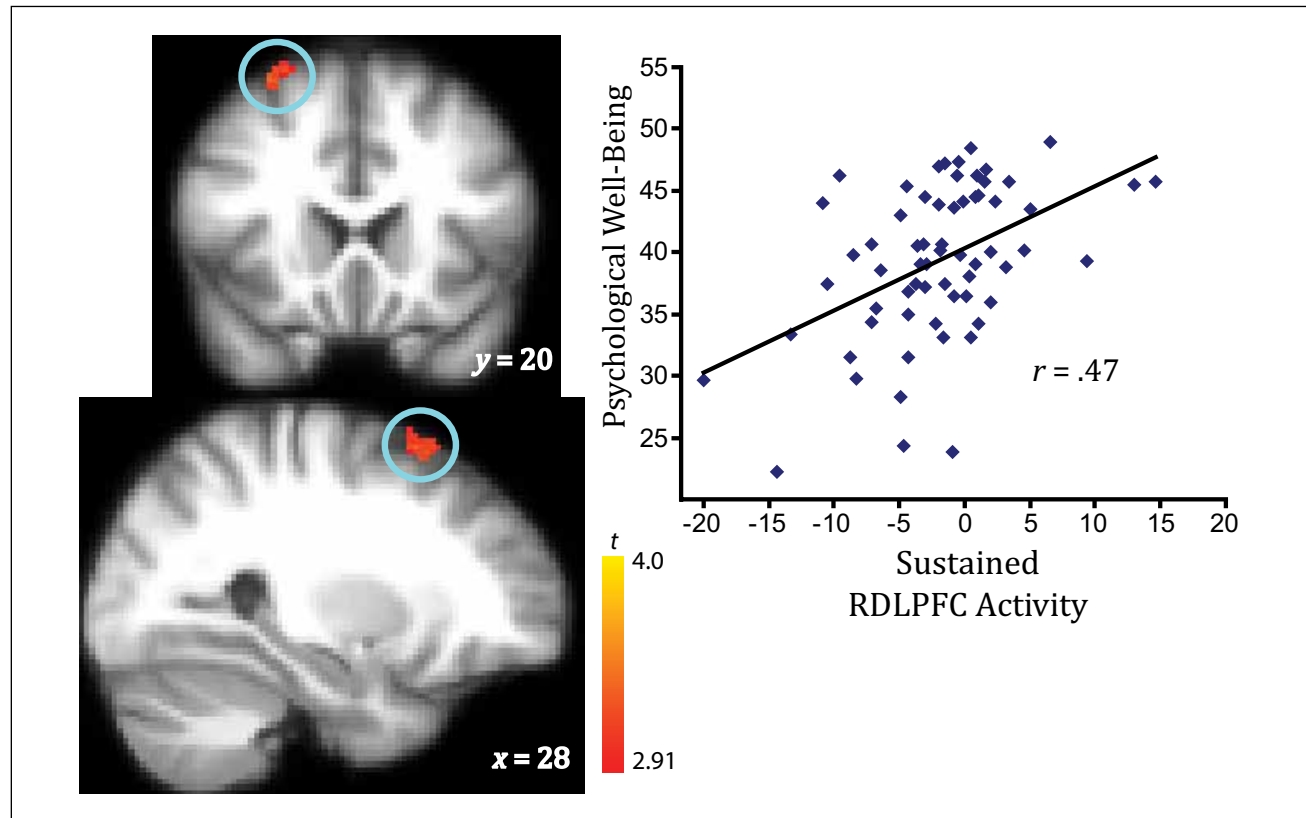 y = 20
x = 28
t
4.0
2.91
Psychological Well-Being
55
50
45
40
35
30
25
r = .47
-20 -15 -10 -5 0 5 10 15 20
Sustained
RDLPFC Activity